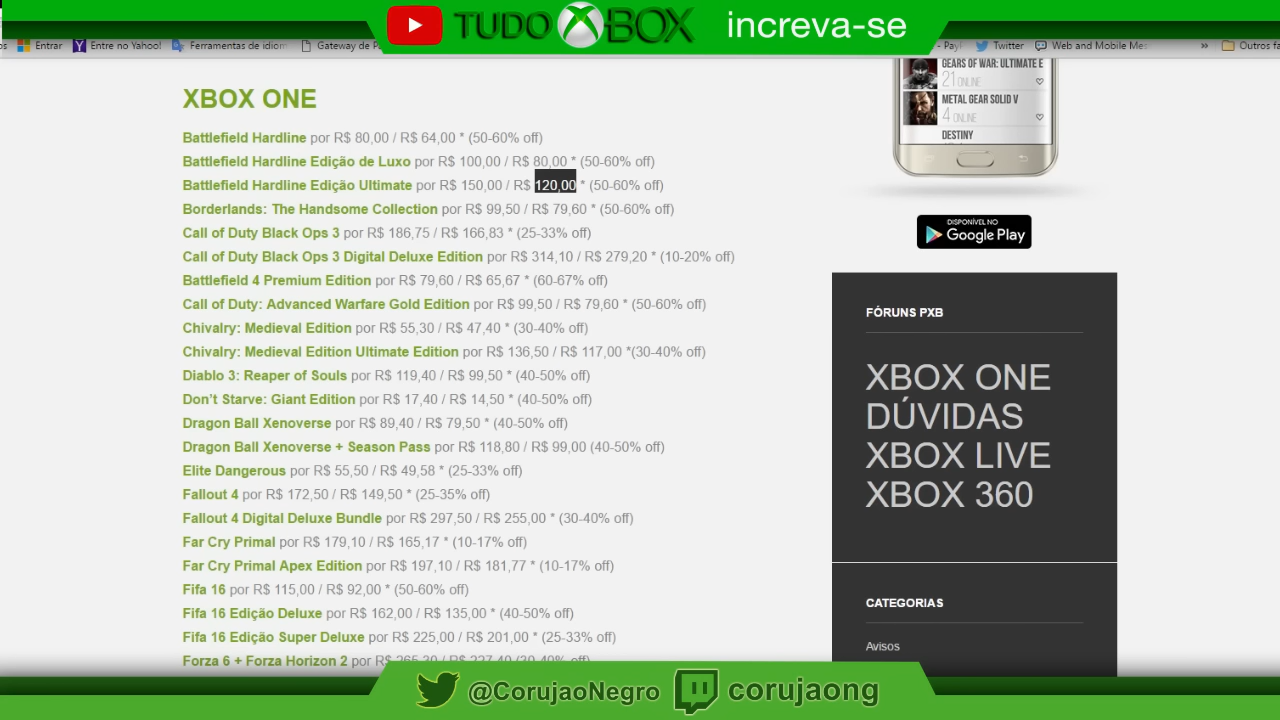 TUDO XBOX increva-se
Entrar
Entre no Yahoo!
Ferramentas de idiom
Gateway de P
- Payl
Twitter
Web and Mobile Me
»
Outros fa
XBOX ONE
Battlefield Hardline por R$ 80,00 / R$ 64,00 * (50-60% off)
Battlefield Hardline Edição de Luxo por R$ 100,00 / R$ 80,00 * (50-60% off)
Battlefield Hardline Edição Ultimate por R$ 150,00 / R$ 120,00 * (50-60% off)
Borderlands: The Handsome Collection por R$ 99,50 / R$ 79,60 * (50-60% off)
Call of Duty Black Ops 3 por R$ 186,75 / R$ 166,83 * (25-33% off)
Call of Duty Black Ops 3 Digital Deluxe Edition por R$ 314,10 / R$ 279,20 * (10-20% off)
Battlefield 4 Premium Edition por R$ 79,60 / R$ 65,67 * (60-67% off)
Call of Duty: Advanced Warfare Gold Edition por R$ 99,50 / R$ 79,60 * (50-60% off)
Chivalry: Medieval Edition por R$ 55,30 / R$ 47,40 * (30-40% off)
Chivalry: Medieval Edition Ultimate Edition por R$ 136,50 / R$ 117,00 *(30-40% off)
Diablo 3: Reaper of Souls por R$ 119,40 / R$ 99,50 * (40-50% off)
Don't Starve: Giant Edition por R$ 17,40 / R$ 14,50 * (40-50% off)
Dragon Ball Xenoverse por R$ 89,40 / R$ 79,50 * (40-50% off)
Dragon Ball Xenoverse + Season Pass por R$ 118,80 / R$ 99,00 (40-50% off)
Elite Dangerous por R$ 55,50 / R$ 49,58 * (25-33% off)
Fallout 4 por R$ 172,50 / R$ 149,50 * (25-35% off)
Fallout 4 Digital Deluxe Bundle por R$ 297,50 / R$ 255,00 * (30-40% off)
Far Cry Primal por R$ 179,10 / R$ 165,17 * (10-17% off)
Far Cry Primal Apex Edition por R$ 197,10 / R$ 181,77 * (10-17% off)
Fifa 16 por R$ 115,00 / R$ 92,00 * (50-60% off)
Fifa 16 Edição Deluxe por R$ 162,00 / R$ 135,00 * (40-50% off)
Fifa 16 Edição Super Deluxe por R$ 225,00 / R$ 201,00 * (25-33% off)
Forza 6 + Forza Horizon 2 por R$ 265,30 / R$ 227,40 (30-40% off)
GEARS OF WAR: ULTIMATE E
21 ONLINE
METAL GEAR SOLID V
4 ONLINE
DESTINY
DISPONÍVEL NO
Google Play
FÓRUNS PXB
XBOX ONE
DÚVIDAS
XBOX LIVE
XBOX 360
CATEGORIAS
Avisos
@CorujaoNegro corujaong